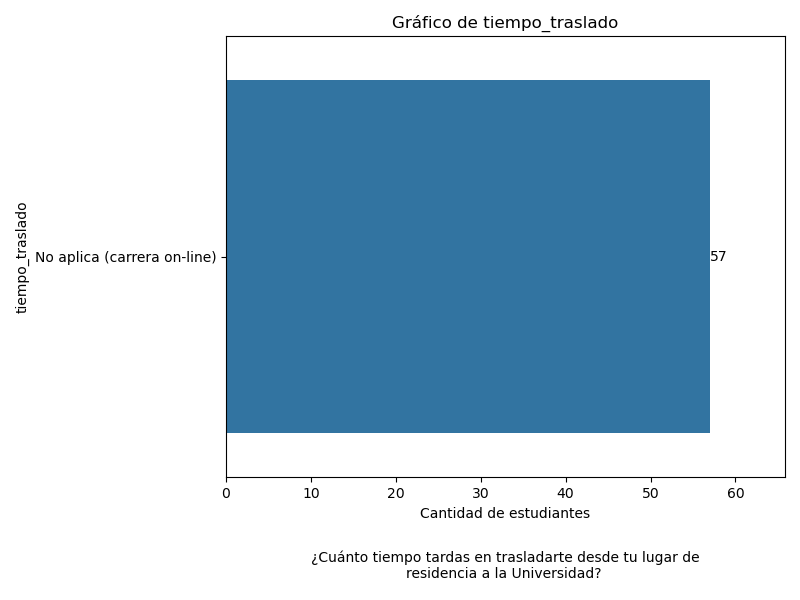 Gráfico de tiempo_traslado
tiempo_traslado
No aplica (carrera on-line)
57
0 10 20 30 40 50 60
Cantidad de estudiantes
¿Cuánto tiempo tardas en trasladarte desde tu lugar de
residencia a la Universidad?